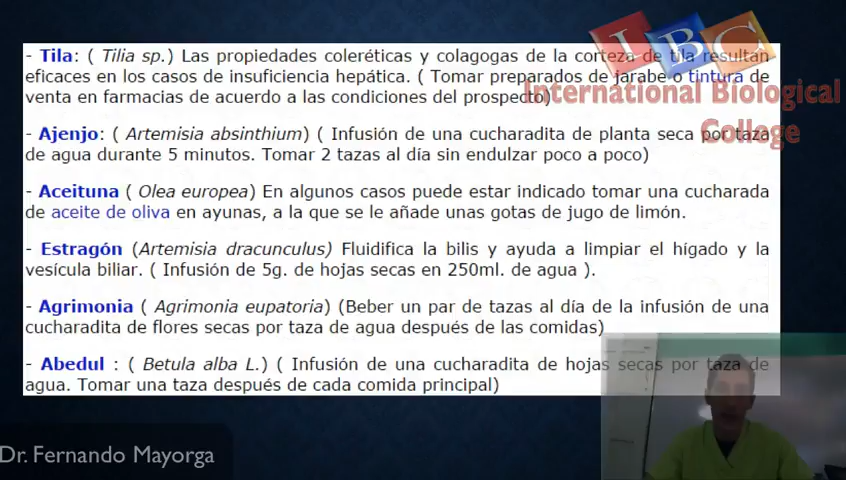 IBC
International Biological
College
- Tila: ( Tilia sp.) Las propiedades coleréticas y colagogas de la corteza de tila resultan
eficaces en los casos de insuficiencia hepática. ( Tomar preparados de jarabe o tintura de
venta en farmacias de acuerdo a las condiciones del prospecto)
- Ajenjo: ( Artemisia absinthium) ( Infusión de una cucharadita de planta seca por taza
de agua durante 5 minutos. Tomar 2 tazas al día sin endulzar poco a poco)
- Aceituna ( Olea europea) En algunos casos puede estar indicado tomar una cucharada
de aceite de oliva en ayunas, a la que se le añade unas gotas de jugo de limón.
- Estragón (Artemisia dracunculus) Fluidifica la bilis y ayuda a limpiar el hígado y la
vesícula biliar. ( Infusión de 5g. de hojas secas en 250ml. de agua ).
- Agrimonia ( Agrimonia eupatoria) (Beber un par de tazas al día de la infusión de una
cucharadita de flores secas por taza de agua después de las comidas)
- Abedul : ( Betula alba L.) ( Infusión de una cucharadita de hojas secas por taza de
agua. Tomar una taza después de cada comida principal)
Dr. Fernando Mayorga